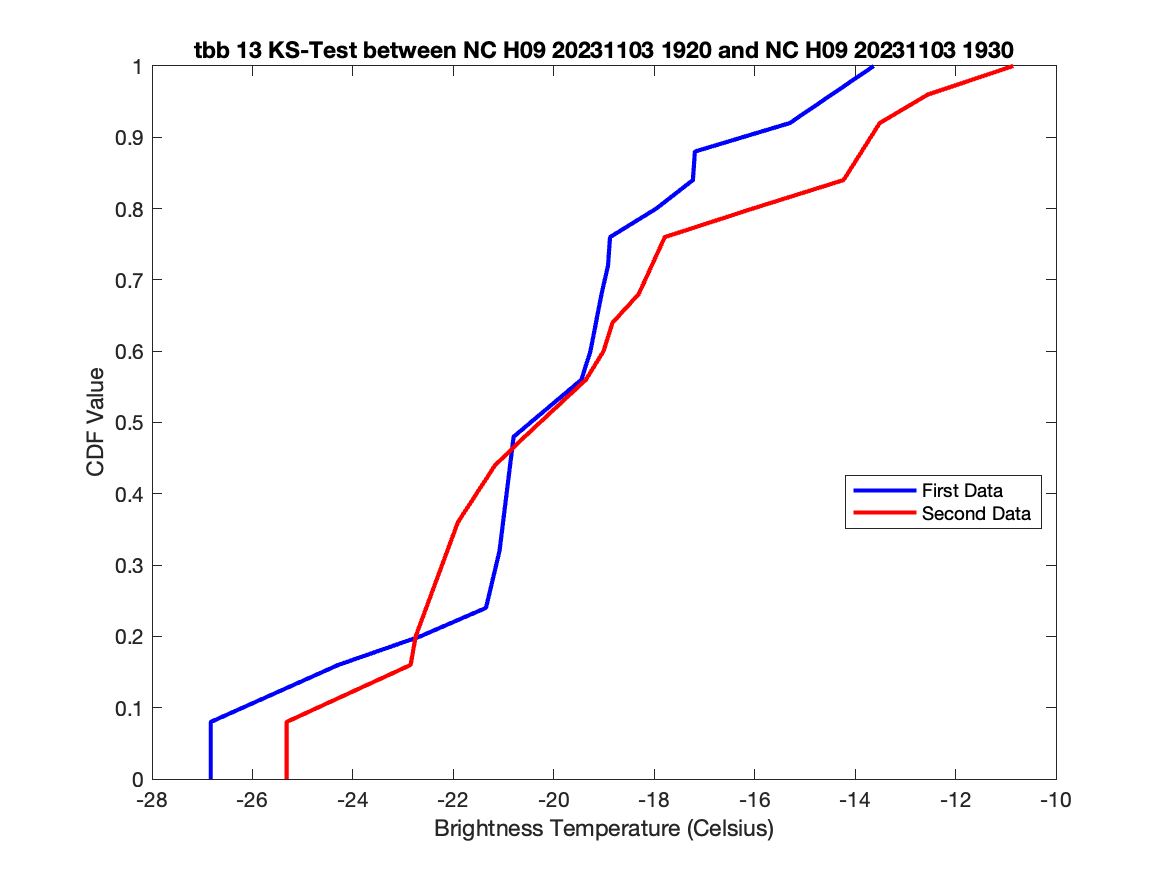 tbb 13 KS-Test between NC H09 20231103 1920 and NC H09 20231103 1930
1
0.9
0.8
0.7
0.6
0.5
0.4
0.3
0.2
0.1
0
CDF Value
First Data
Second Data
-28 -26 -24 -22 -20 -18 -16 -14 -12 -10
Brightness Temperature (Celsius)